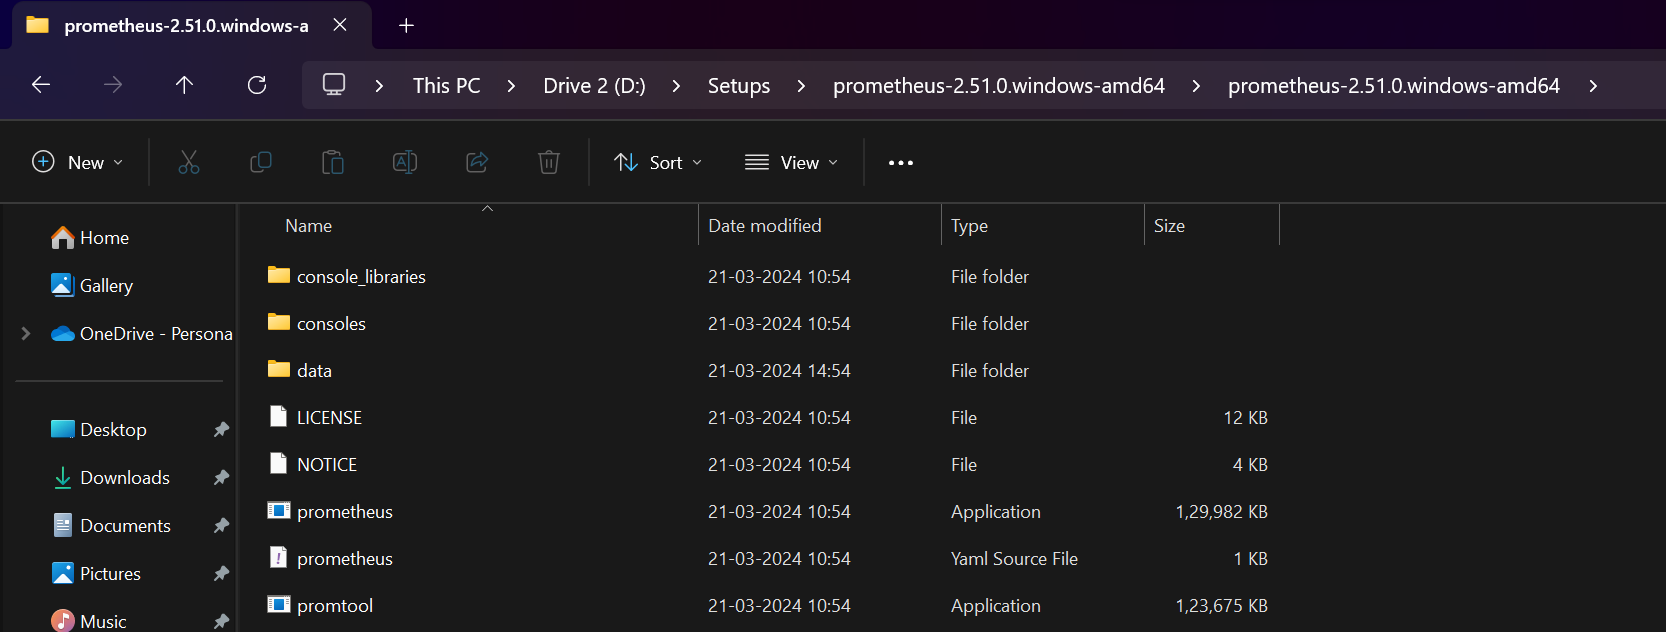 prometheus-2.51.0.windows-a
This PC > Drive 2 (D:) > Setups > prometheus-2.51.0.windows-amd64 > prometheus-2.51.0.windows-amd64 >
New Sort View
Name Date modified Type Size
Home
Gallery
OneDrive - Persona
Desktop
Downloads
Documents
Pictures
Music
console_libraries 21-03-2024 10:54 File folder
consoles 21-03-2024 10:54 File folder
data 21-03-2024 14:54 File folder
LICENSE 21-03-2024 10:54 File 12 KB
NOTICE 21-03-2024 10:54 File 4 KB
prometheus 21-03-2024 10:54 Application 1,29,982 KB
prometheus 21-03-2024 10:54 Yaml Source File 1 KB
promtool 21-03-2024 10:54 Application 1,23,675 KB